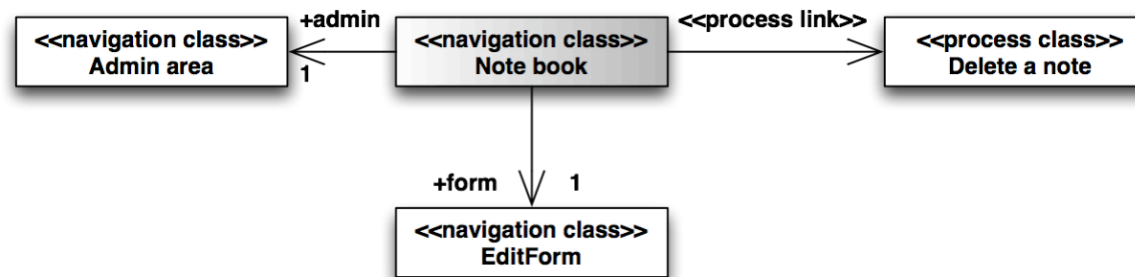 +admin
<<process link>>
<<navigation class>>
Admin area
1
<<navigation class>>
Note book
<<process class>>
Delete a note
+form
1
<<navigation class>>
EditForm